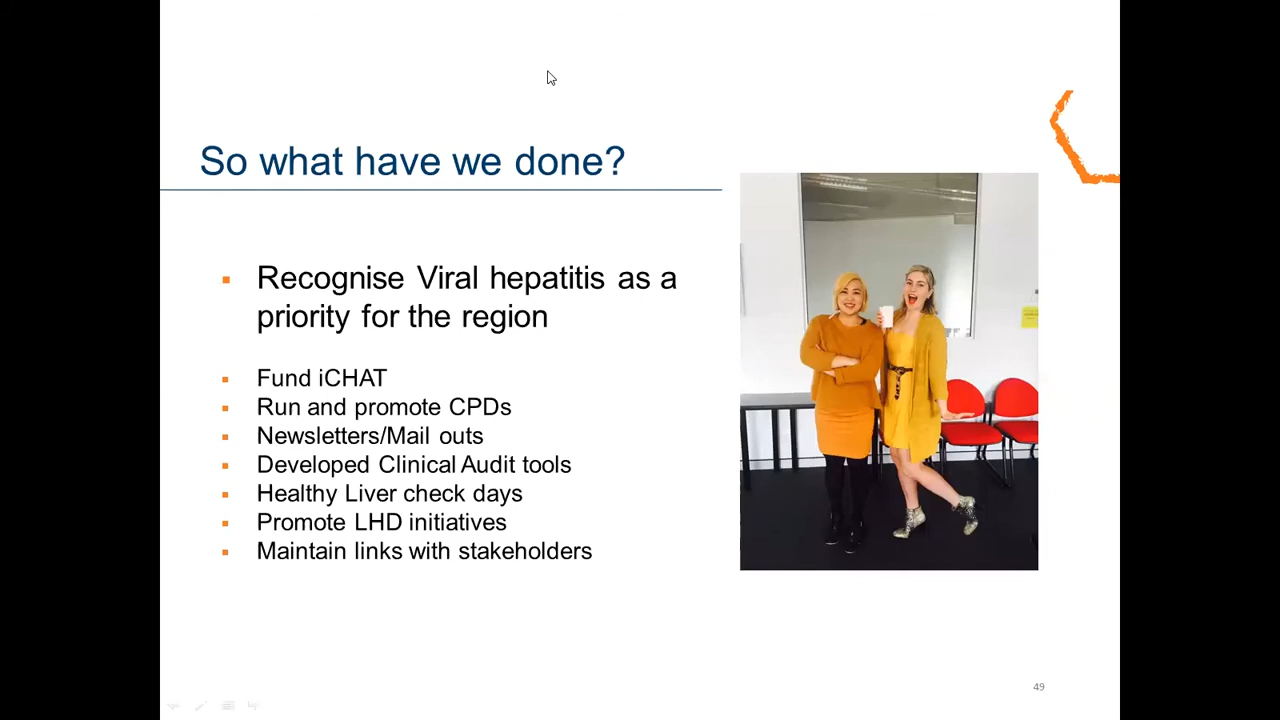 So what have we done?
Recognise Viral hepatitis as a
priority for the region
Fund iCHAT
Run and promote CPDs
Newsletters/Mail outs
Developed Clinical Audit tools
Healthy Liver check days
Promote LHD initiatives
Maintain links with stakeholders
49